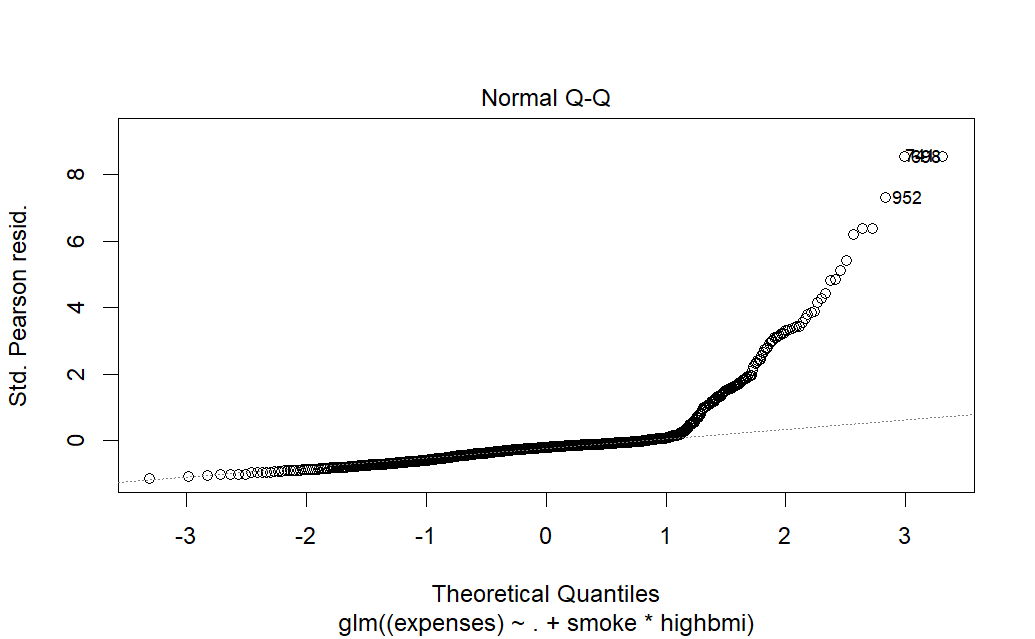 Normal Q-Q
Std. Pearson resid.
8
6
4
2
0
952
-3 -2 -1 0 1 2 3
Theoretical Quantiles
glm((expenses) ~ . + smoke * highbmi)